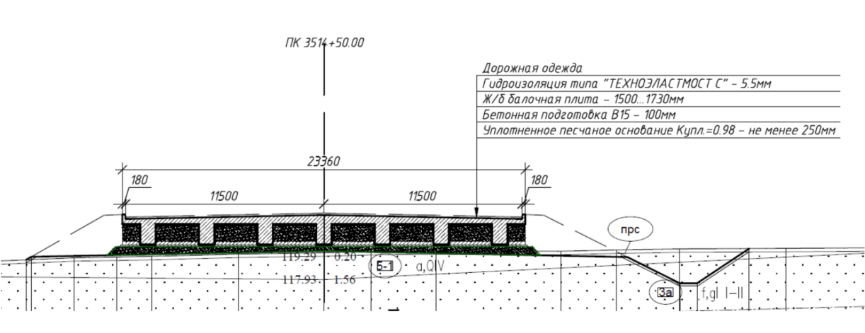 ПК 3514+50.00
Дорожная одежда
Гидроизоляция типа "ТЕХНОЭЛАСТМОСТ С" – 5.5мм
Ж/б балочная плита – 1500...1730мм
Бетонная подготовка В15 – 100мм
Уплотненное песчаное основание Купл.=0.98 – не менее 250мм
23360
180
180
11500
11500
прс
119.29 0.20
Б-1 a,QIV
117.93 1.56
3а f,gl I-II